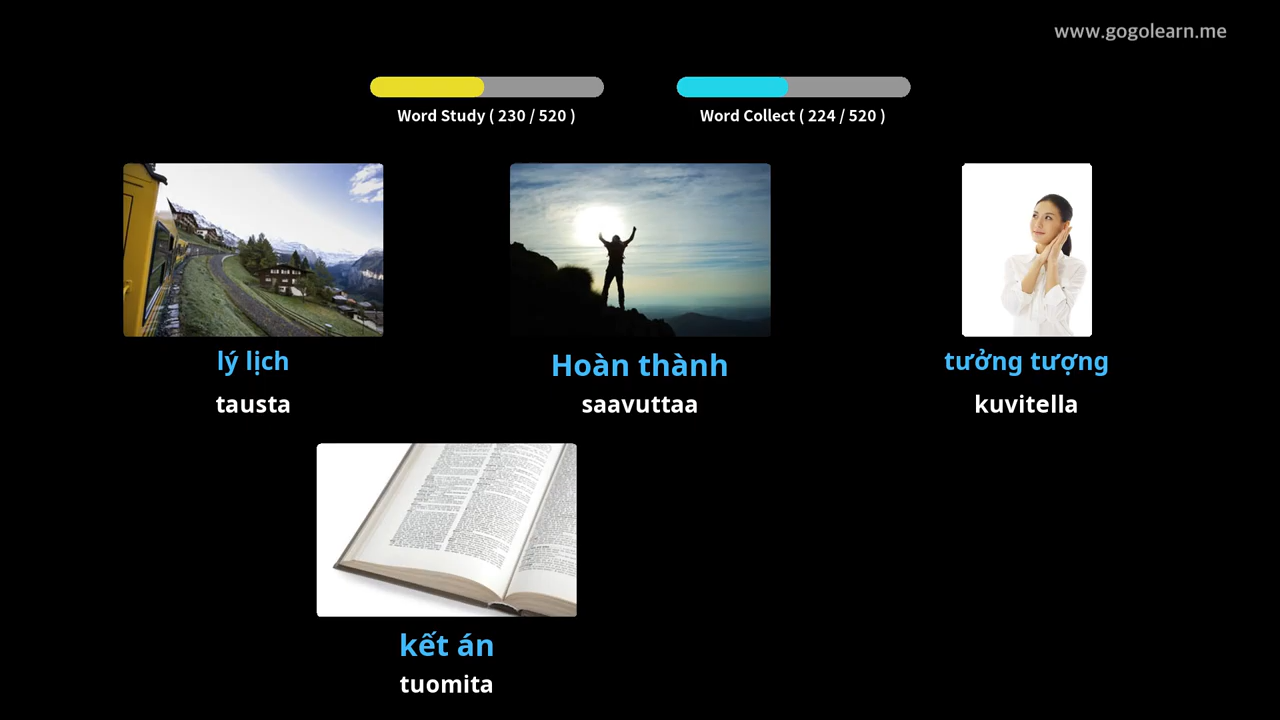 www.gogolearn.me
Word Study ( 230 / 520 )
Word Collect ( 224 / 520 )
lý lịch
tausta
Hoàn thành
saavuttaa
tưởng tượng
kuvitella
kết án
tuomita